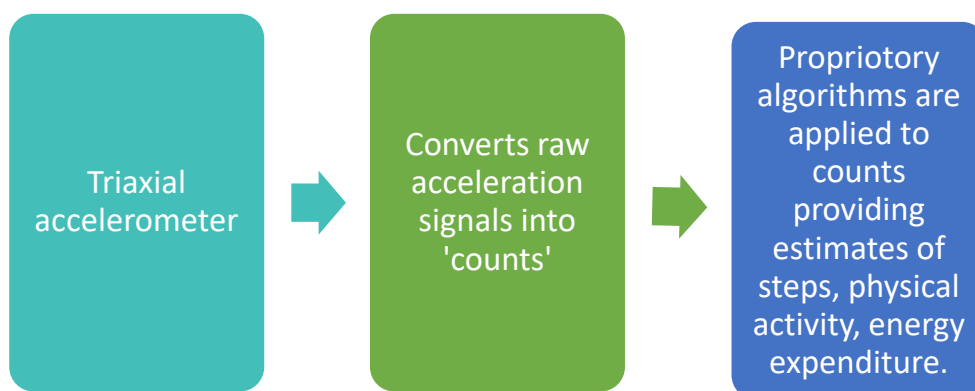 Triaxial
accelerometer
Converts raw
acceleration
signals into
'counts'
Propriotory
algorithms are
applied to
counts
providing
estimates of
steps, physical
activity, energy
expenditure.